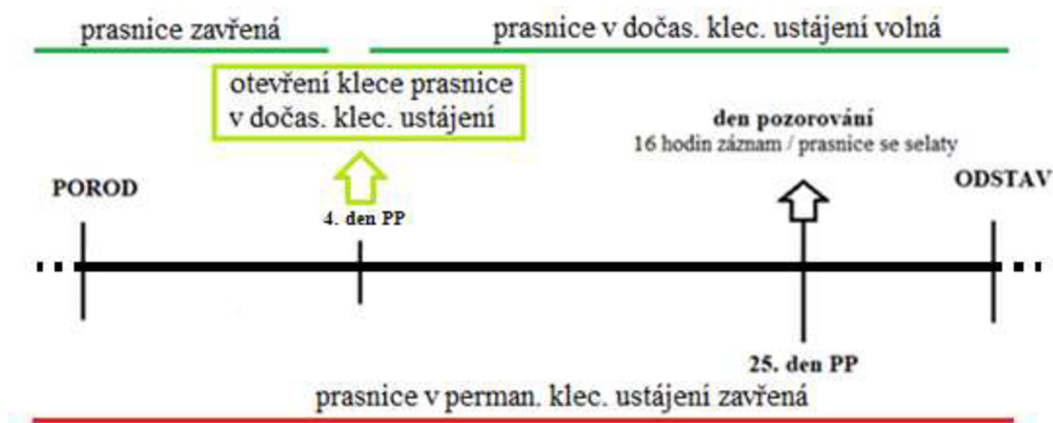 prasnice zavřená
prasnice v dočas. klec. ustájení volná
otevření klece prasnice
v dočas. klec. ustájení
den pozorování
16 hodin záznam / prasnice se selaty
POROD
ODSTAV
4. den PP
25. den PP
prasnice v perman. klec. ustájení zavřená